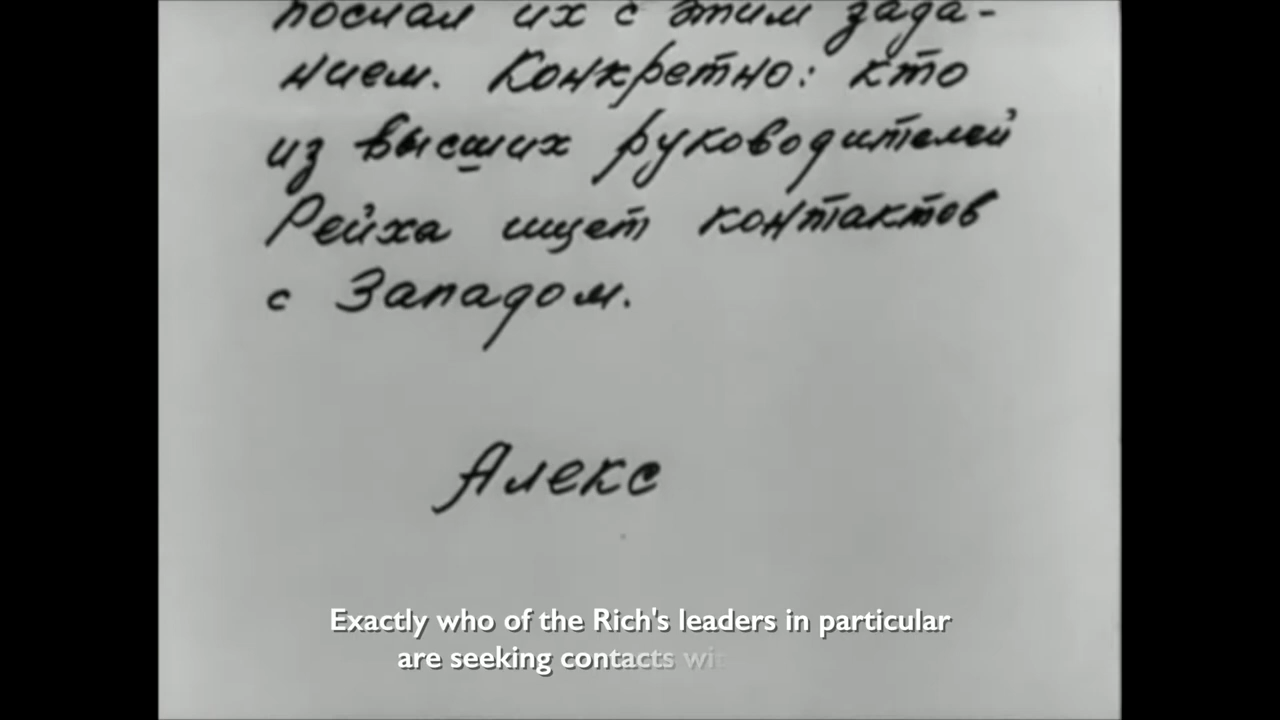 послал их с этим зада-
нием. Конкретно: кто
из высших руководителей
Рейха ищет контактов
с Западом.
Алекс
Exactly who of the Rich's leaders in particular
are seeking contacts wit